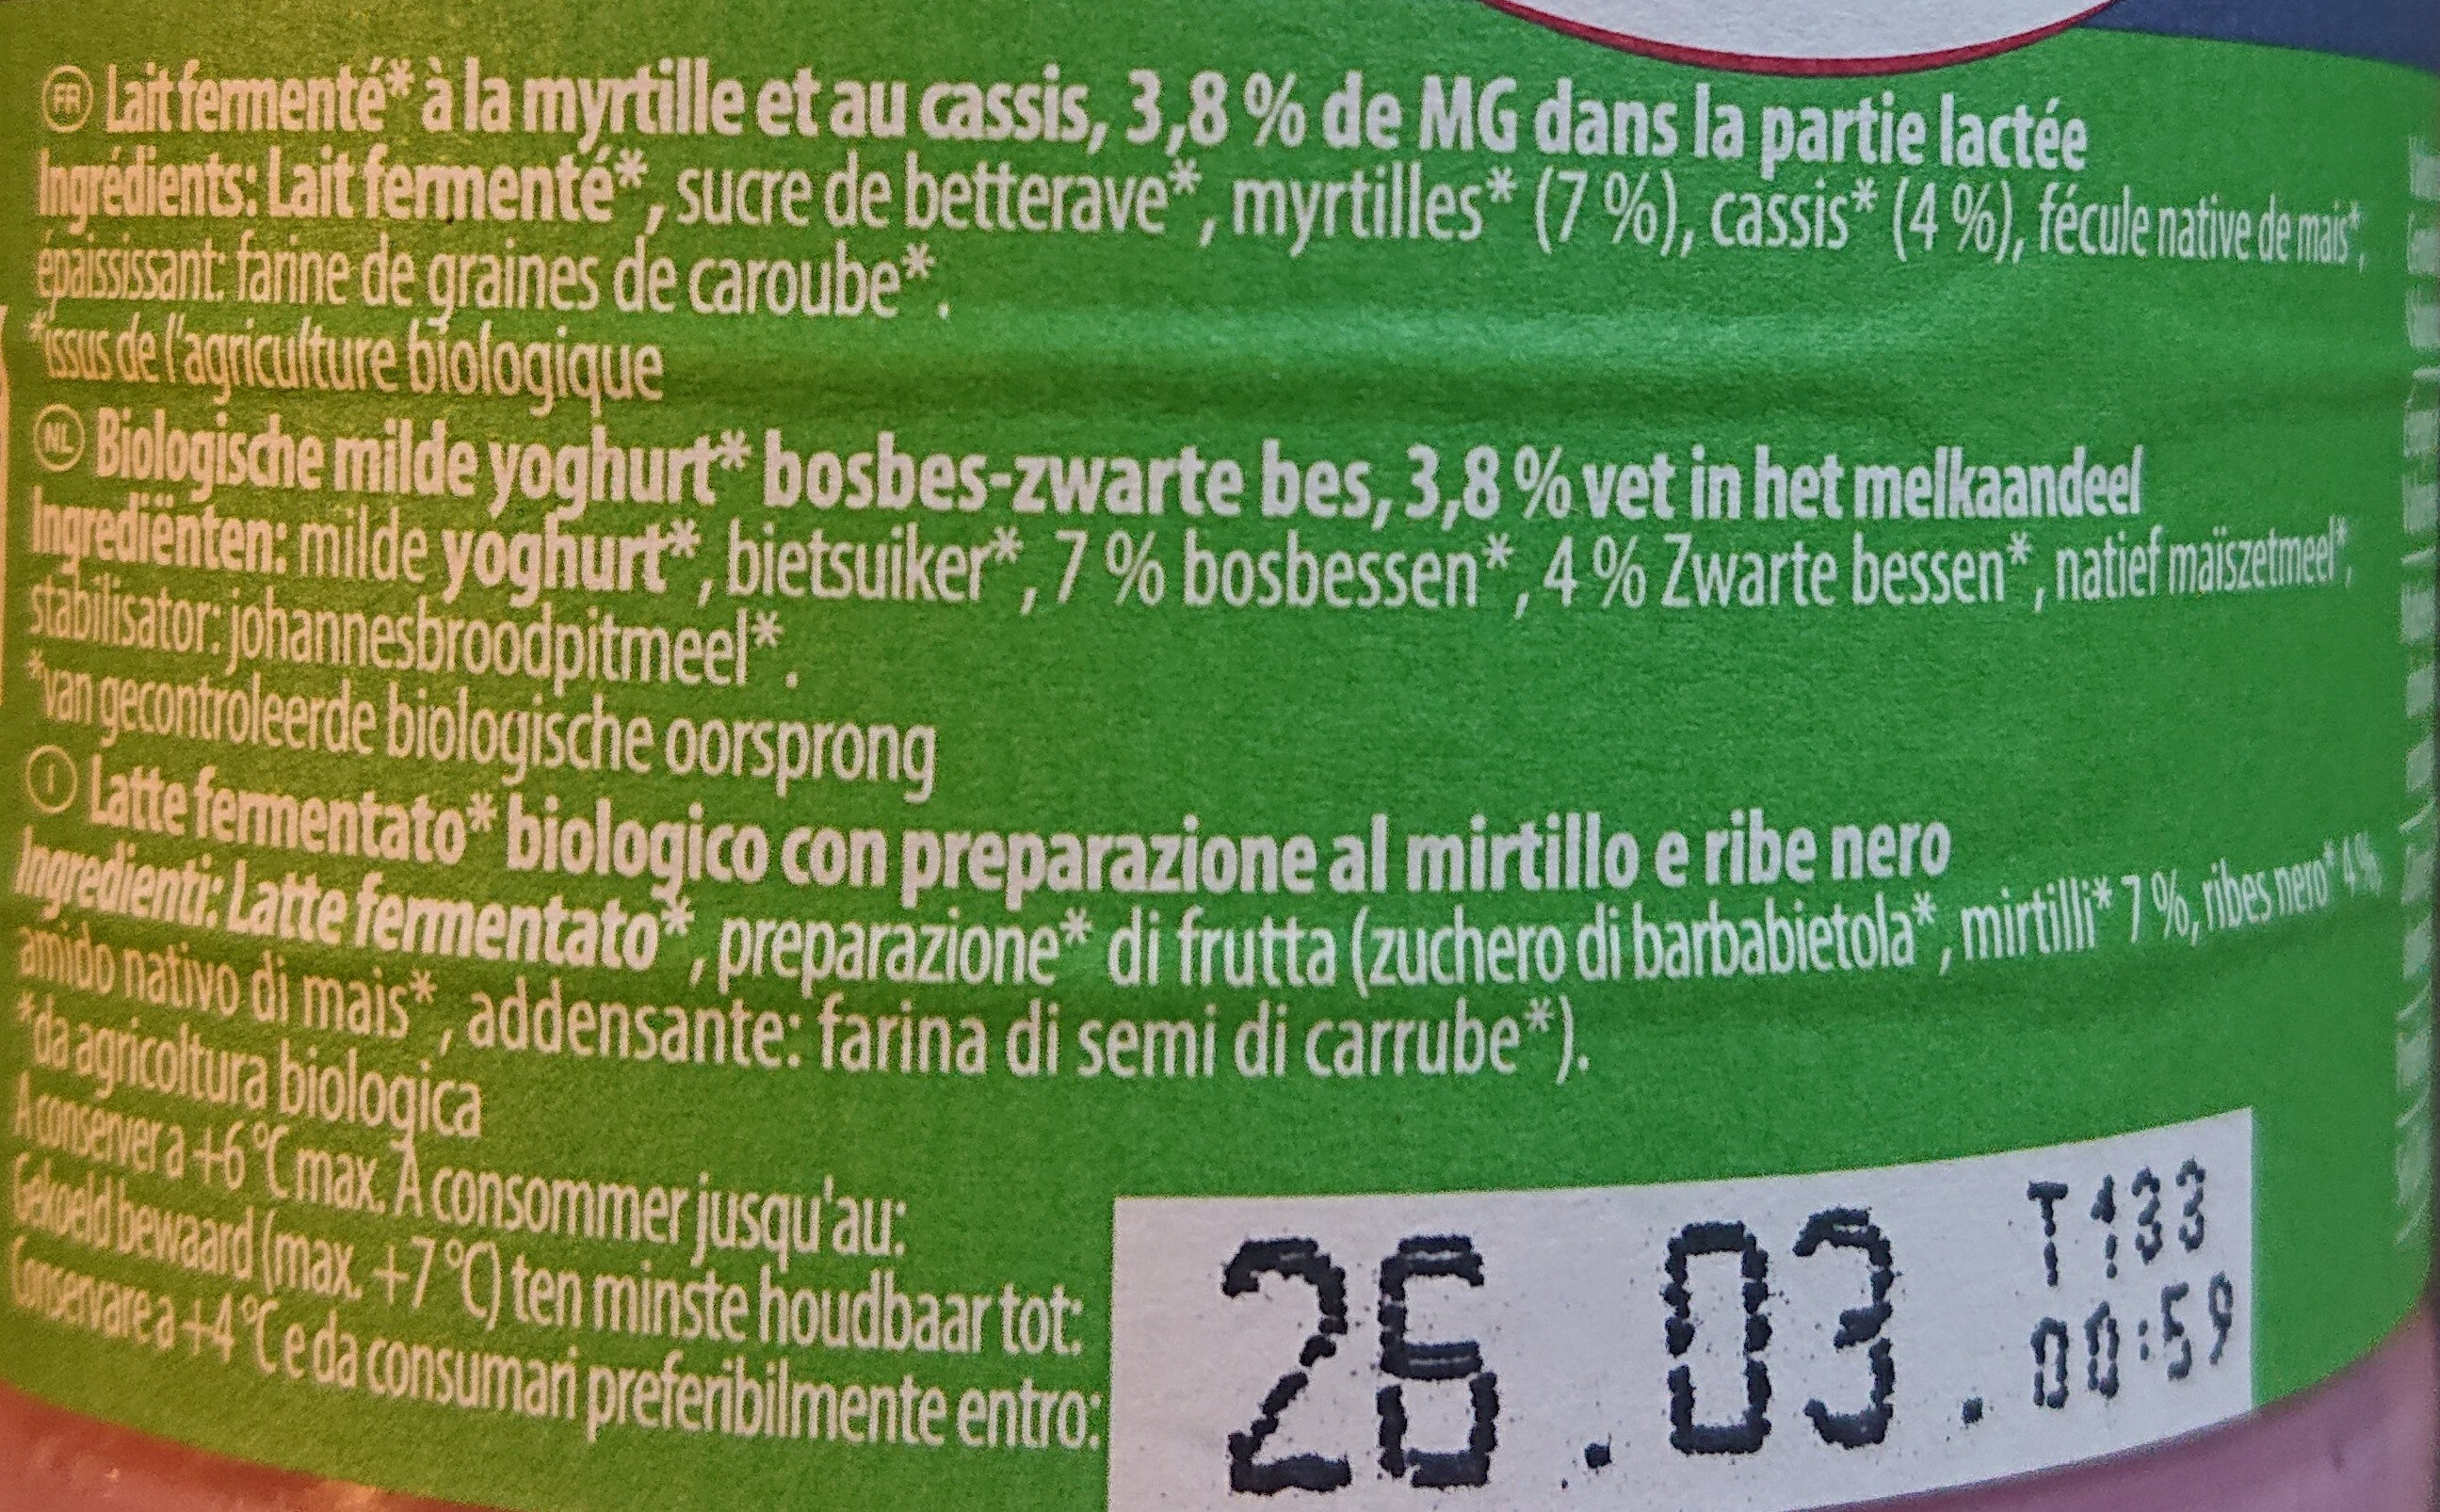 FR Lait fermenté* à la myrtille et au cassis, 3,8 % de MG dans la partie lactée
Ingrédients: Lait fermenté*, sucre de betterave*, myrtilles* (7 %), cassis* (4 %), fécule native de maïs*,
épaississant: farine de graines de caroube*.
*issus de l'agriculture biologique
NL Biologische milde yoghurt* bosbes-zwarte bes, 3,8 % vet in het melkaandeel
Ingrediënten: milde yoghurt*, bietsuiker*, 7 % bosbessen*, 4 % Zwarte bessen*, natief maïszetmeel*,
stabilisator: johannesbroodpitmeel*.
*van gecontroleerde biologische oorsprong
I Latte fermentato* biologico con preparazione al mirtillo e ribe nero
Ingredienti: Latte fermentato*, preparazione* di frutta (zuchero di barbabietola*, mirtilli* 7 %, ribes nero* 4 %
amido nativo di mais*, addensante: farina di semi di carrube*).
*da agricoltura biologica
A conserver a +6 °C max. À consommer jusqu'au:
Gekoeld bewaard (max. +7 °C) ten minste houdbaar tot:
Conservare a +4 °C e da consumari preferibilmente entro:
26.03.
T133
00:59